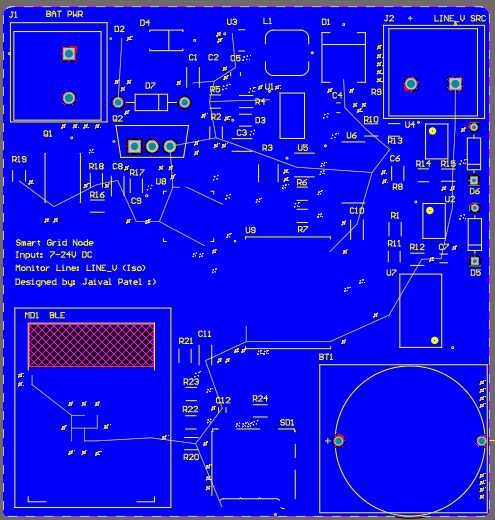 J1 BAT PWR
D2
D4
U3
L1
D1
J2 + LINE_V SRC
C1 C2
C5
D7
R5
R4
U1
C4
R9
Q2
R2
D3
R10
U4
Q1
C3
R3
U5
U6
R13
R19
R18
C8
R17
U8
C6
R14
R15
R16
C9
R6
R8
D6
C10
U2
R7
R1
U9
Smart Grid Node
Input: 7-24V DC
Monitor Line: LINE_V (Iso)
Designed by: Jaival Patel :)
R11
R12
C7
D5
U7
MD1 BLE
R21
C11
BT1
R23
R22
C12
R24
SD1
+
R20